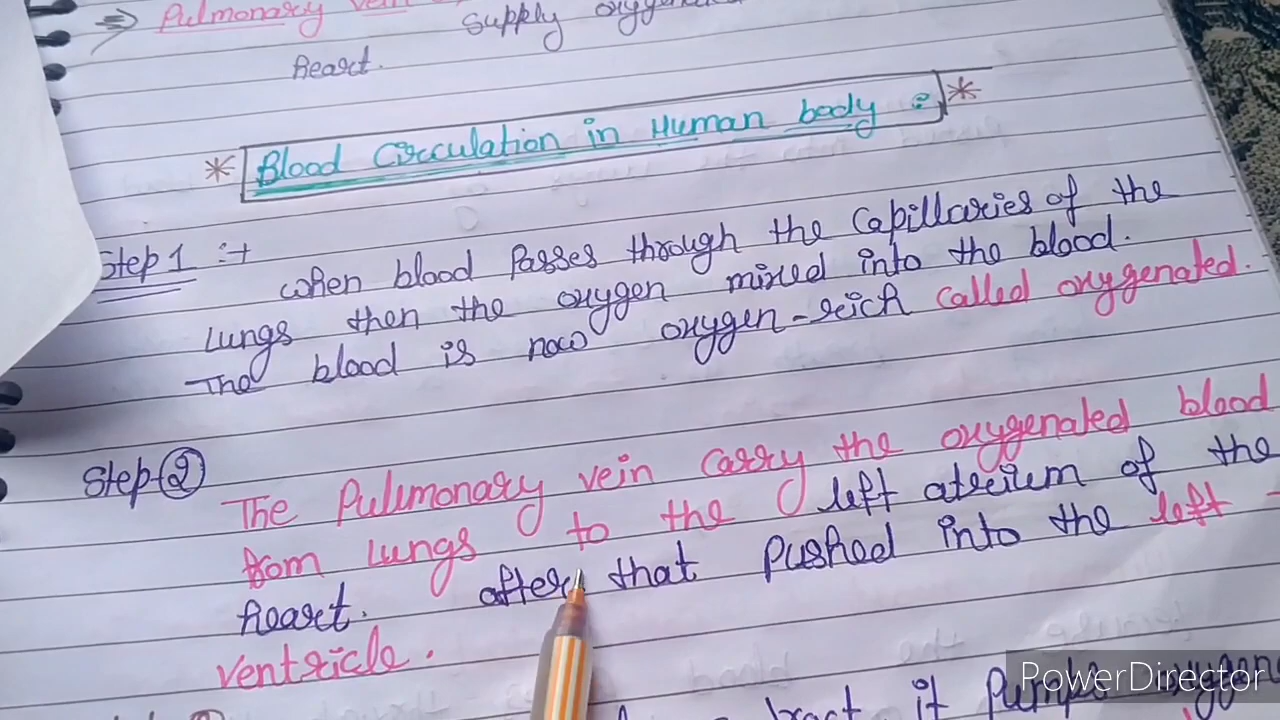 ⇒ Pulmonary vein
supply
heart.
* Blood Circulation in Human body : *
Step 1 :→
when blood Passes through the Capillaries of the
lungs then the oxygen mixed into the blood.
The blood is now oxygen-rich called oxygenated.
Step-②
The Pulmonary vein carry the oxygenated blood
from lungs to the left atrium of the
heart. after that Pushed into the left -
ventricle.
it Pumps
PowerDirector